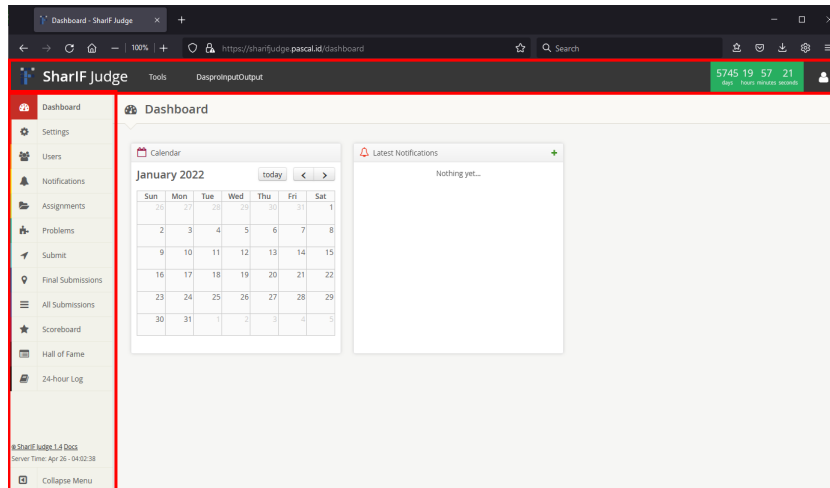 Dashboard - SharIF Judge
100%
https://sharifjudge.pascal.id/dashboard
Search
SharIF Judge
Tools
DasproInputOutput
5745 19 57 21
days hours minutes seconds
Dashboard
Settings
Users
Notifications
Assignments
Problems
Submit
Final Submissions
All Submissions
Scoreboard
Hall of Fame
24-hour Log
® SharIF Judge 1.4 Docs
Server Time: Apr 26 - 04:02:38
Collapse Menu
Dashboard
Calendar
January 2022
today
Sun Mon Tue Wed Thu Fri Sat
26 27 28 29 30 31 1
2 3 4 5 6 7 8
9 10 11 12 13 14 15
16 17 18 19 20 21 22
23 24 25 26 27 28 29
30 31 1 2 3 4 5
Latest Notifications
Nothing yet...